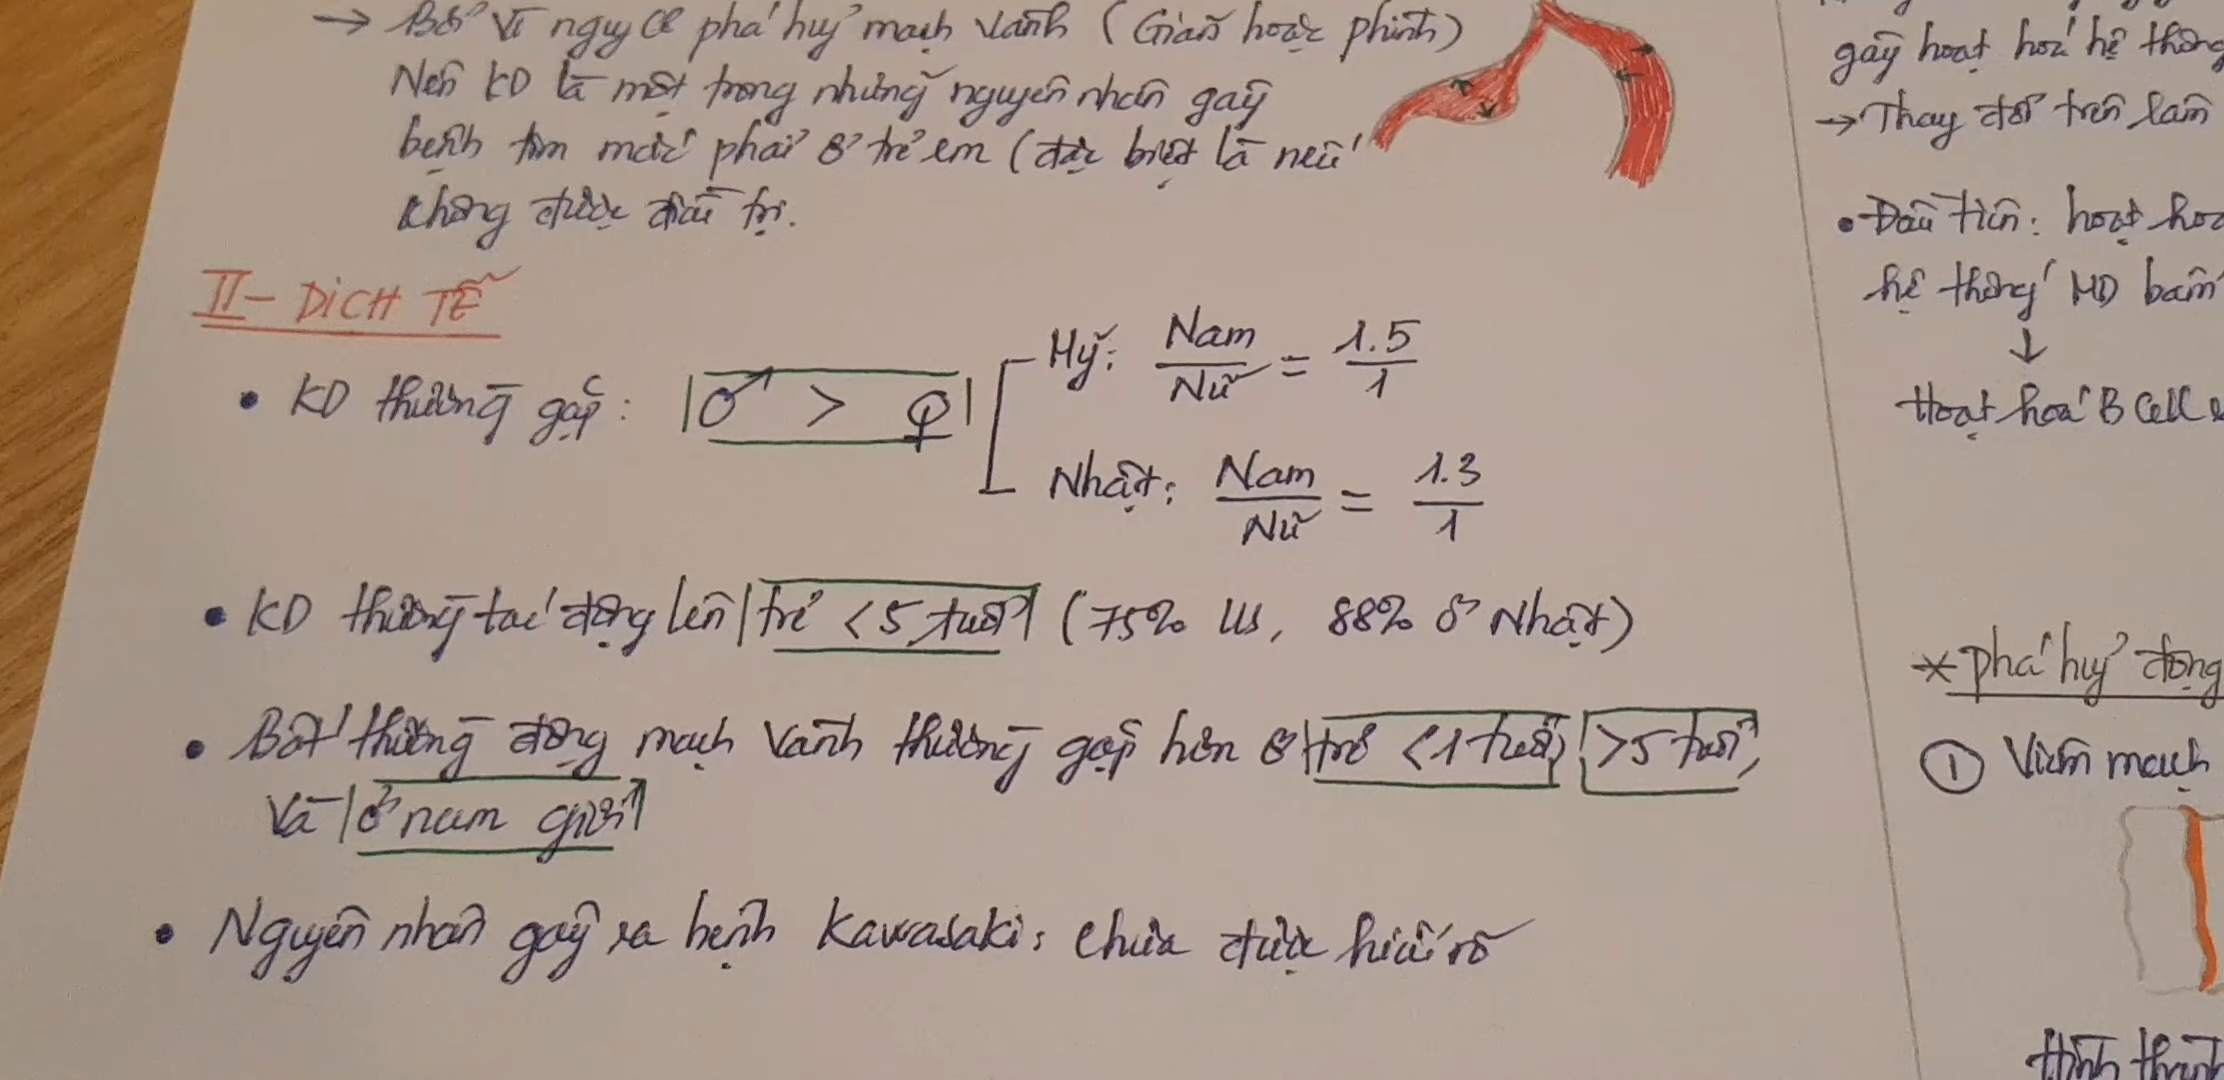 → Bởi vì nguy cơ phá huỷ mạch vành (Giãn hoặc phình)
Nên KD là một trong những nguyên nhân gây
bệnh tim mắc phải ở trẻ em (đặc biệt là nếu
không được điều trị.
II- DỊCH TỄ
• KD thường gặp: |♂ > ♀|
Mỹ: Nam/Nữ = 1.5/1
Nhật: Nam/Nữ = 1.3/1
• KD thường tác động lên trẻ <5 tuổi (75% US, 88% ở Nhật)
• Bất thường động mạch vành thường gặp hơn ở trẻ <1 tuổi, >5 tuổi,
và ở nam giới
• Nguyên nhân gây ra bệnh Kawasaki: chưa được hiểu rõ
gây hoạt hoá hệ thống
→ Thay đổi trên lâm
• Đầu tiên: hoạt hoá
hệ thống MD bẩm
↓
Hoạt hoá B Cell
* phá huỷ động
① Viêm mạch
Hình thành